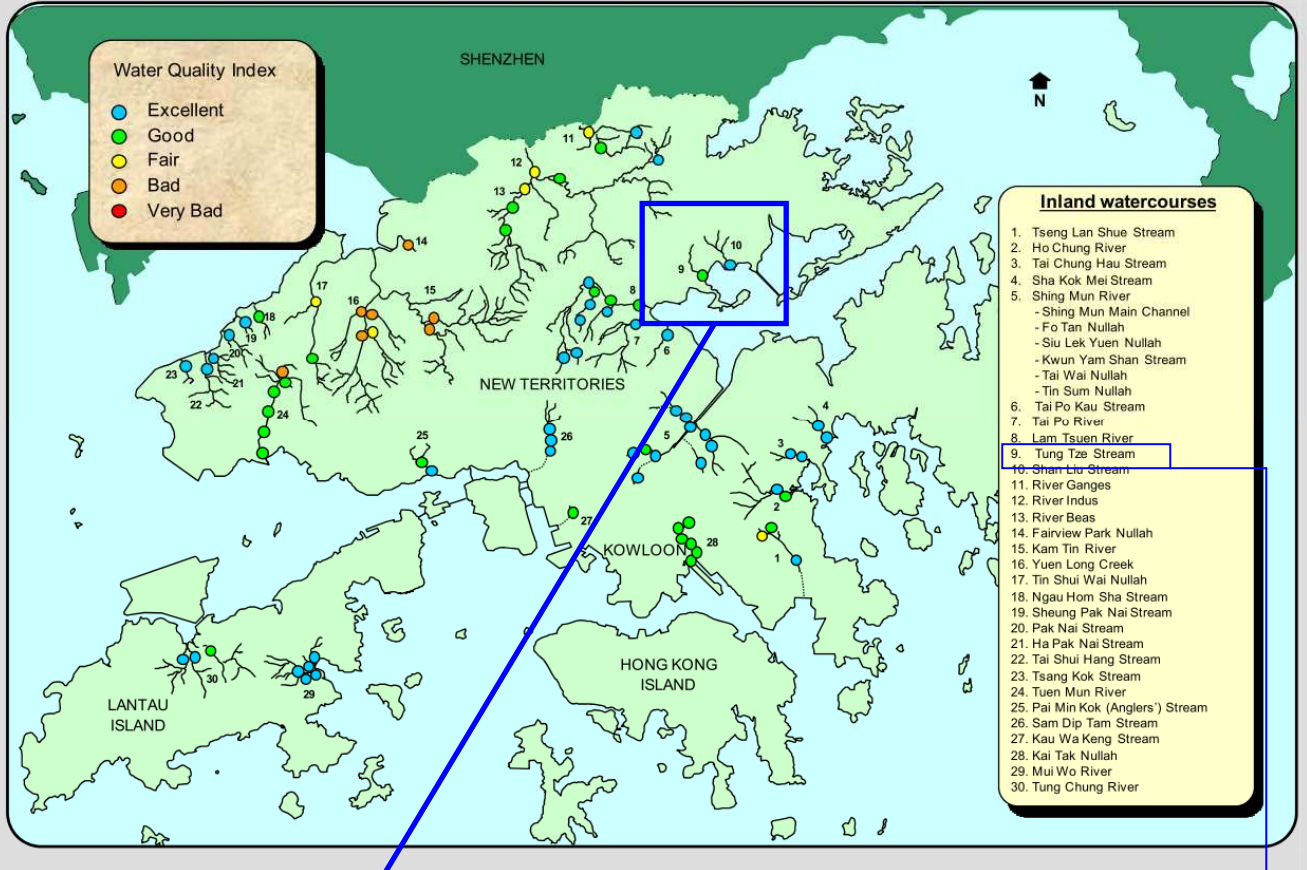 SHENZHEN
Water Quality Index
Excellent
Good
Fair
Bad
Very Bad
N
Inland watercourses
1. Tseng Lan Shue Stream
2. Ho Chung River
3. Tai Chung Hau Stream
4. Sha Kok Mei Stream
5. Shing Mun River
- Shing Mun Main Channel
- Fo Tan Nullah
- Siu Lek Yuen Nullah
- Kwun Yam Shan Stream
- Tai Wai Nullah
- Tin Sum Nullah
6. Tai Po Kau Stream
7. Tai Po River
8. Lam Tsuen River
9. Tung Tze Stream
10. Shan Liu Stream
11. River Ganges
12. River Indus
13. River Beas
14. Fairview Park Nullah
15. Kam Tin River
16. Yuen Long Creek
17. Tin Shui Wai Nullah
18. Ngau Hom Sha Stream
19. Sheung Pak Nai Stream
20. Pak Nai Stream
21. Ha Pak Nai Stream
22. Tai Shui Hang Stream
23. Tsang Kok Stream
24. Tuen Mun River
25. Pai Min Kok (Anglers') Stream
26. Sam Dip Tam Stream
27. Kau Wa Keng Stream
28. Kai Tak Nullah
29. Mui Wo River
30. Tung Chung River
11
12
13
14
10
9
17
16
15
8
18
19
7
6
20
23
21
22
NEW TERRITORIES
24
4
25
26
5
3
2
27
28
KOWLOON
1
HONG KONG
ISLAND
30
29
LANTAU
ISLAND